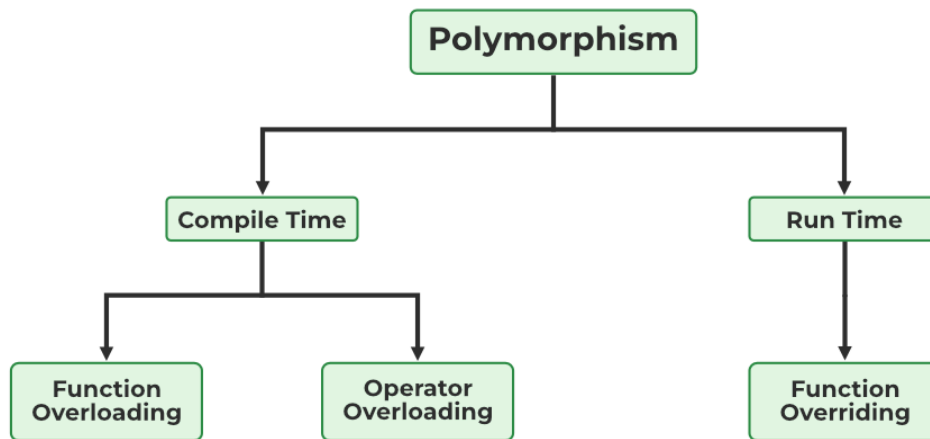 Polymorphism
Compile Time
Run Time
Function
Overloading
Operator
Overloading
Function
Overriding